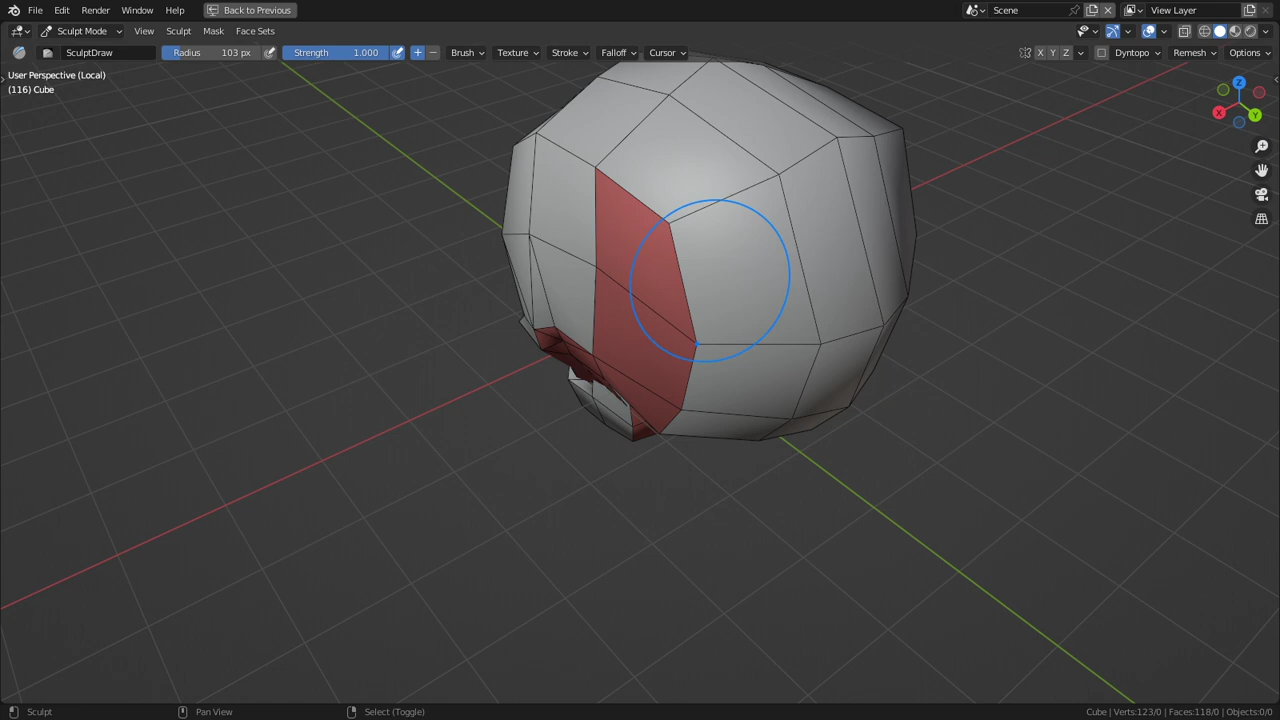 File Edit Render Window Help Back to Previous Scene View Layer
Sculpt Mode View Sculpt Mask Face Sets
SculptDraw Radius 103 px Strength 1.000 Brush Texture Stroke Falloff Cursor X Y Z Dyntopo Remesh Options
User Perspective (Local)
(116) Cube
Z
X
Y
Sculpt Pan View Select (Toggle) Cube | Verts:123/0 | Faces:118/0 | Objects:0/0